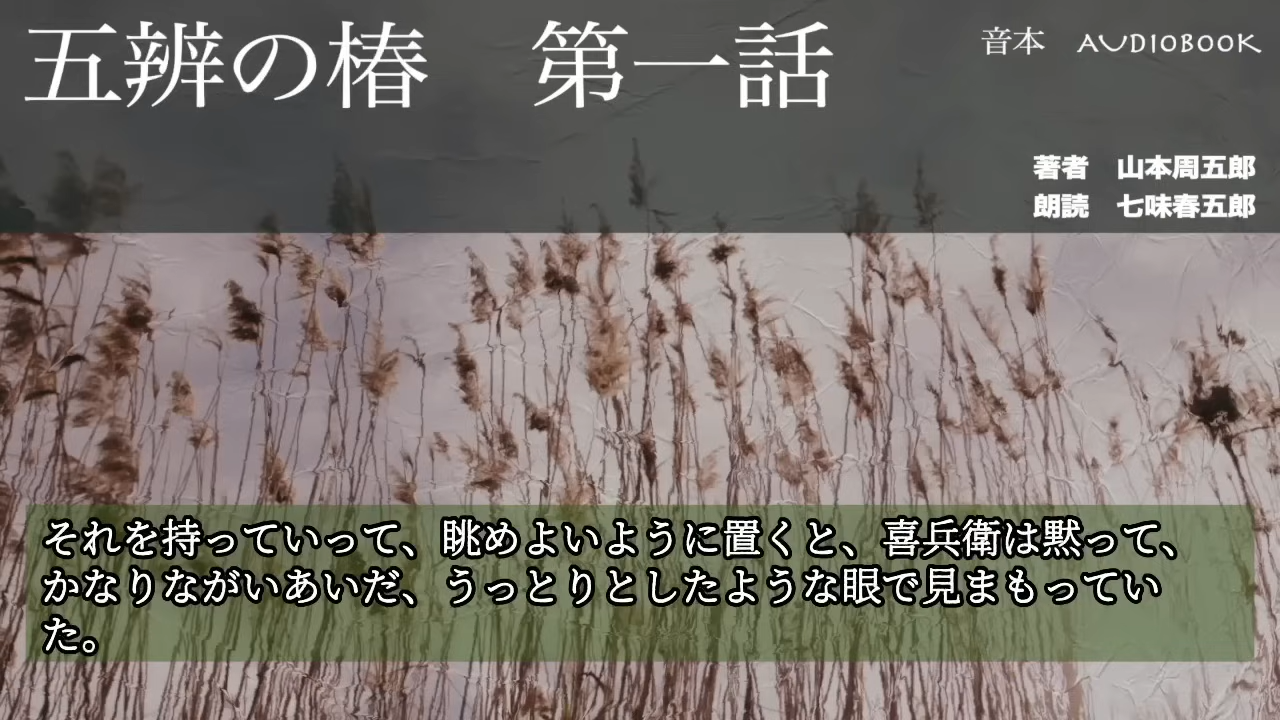 五辨の椿　第一話
音本　AUDIOBOOK
著者　山本周五郎
朗読　七味春五郎
それを持っていって、眺めよいように置くと、喜兵衛は黙って、
かなりながいあいだ、うっとりとしたような眼で見まもってい
た。